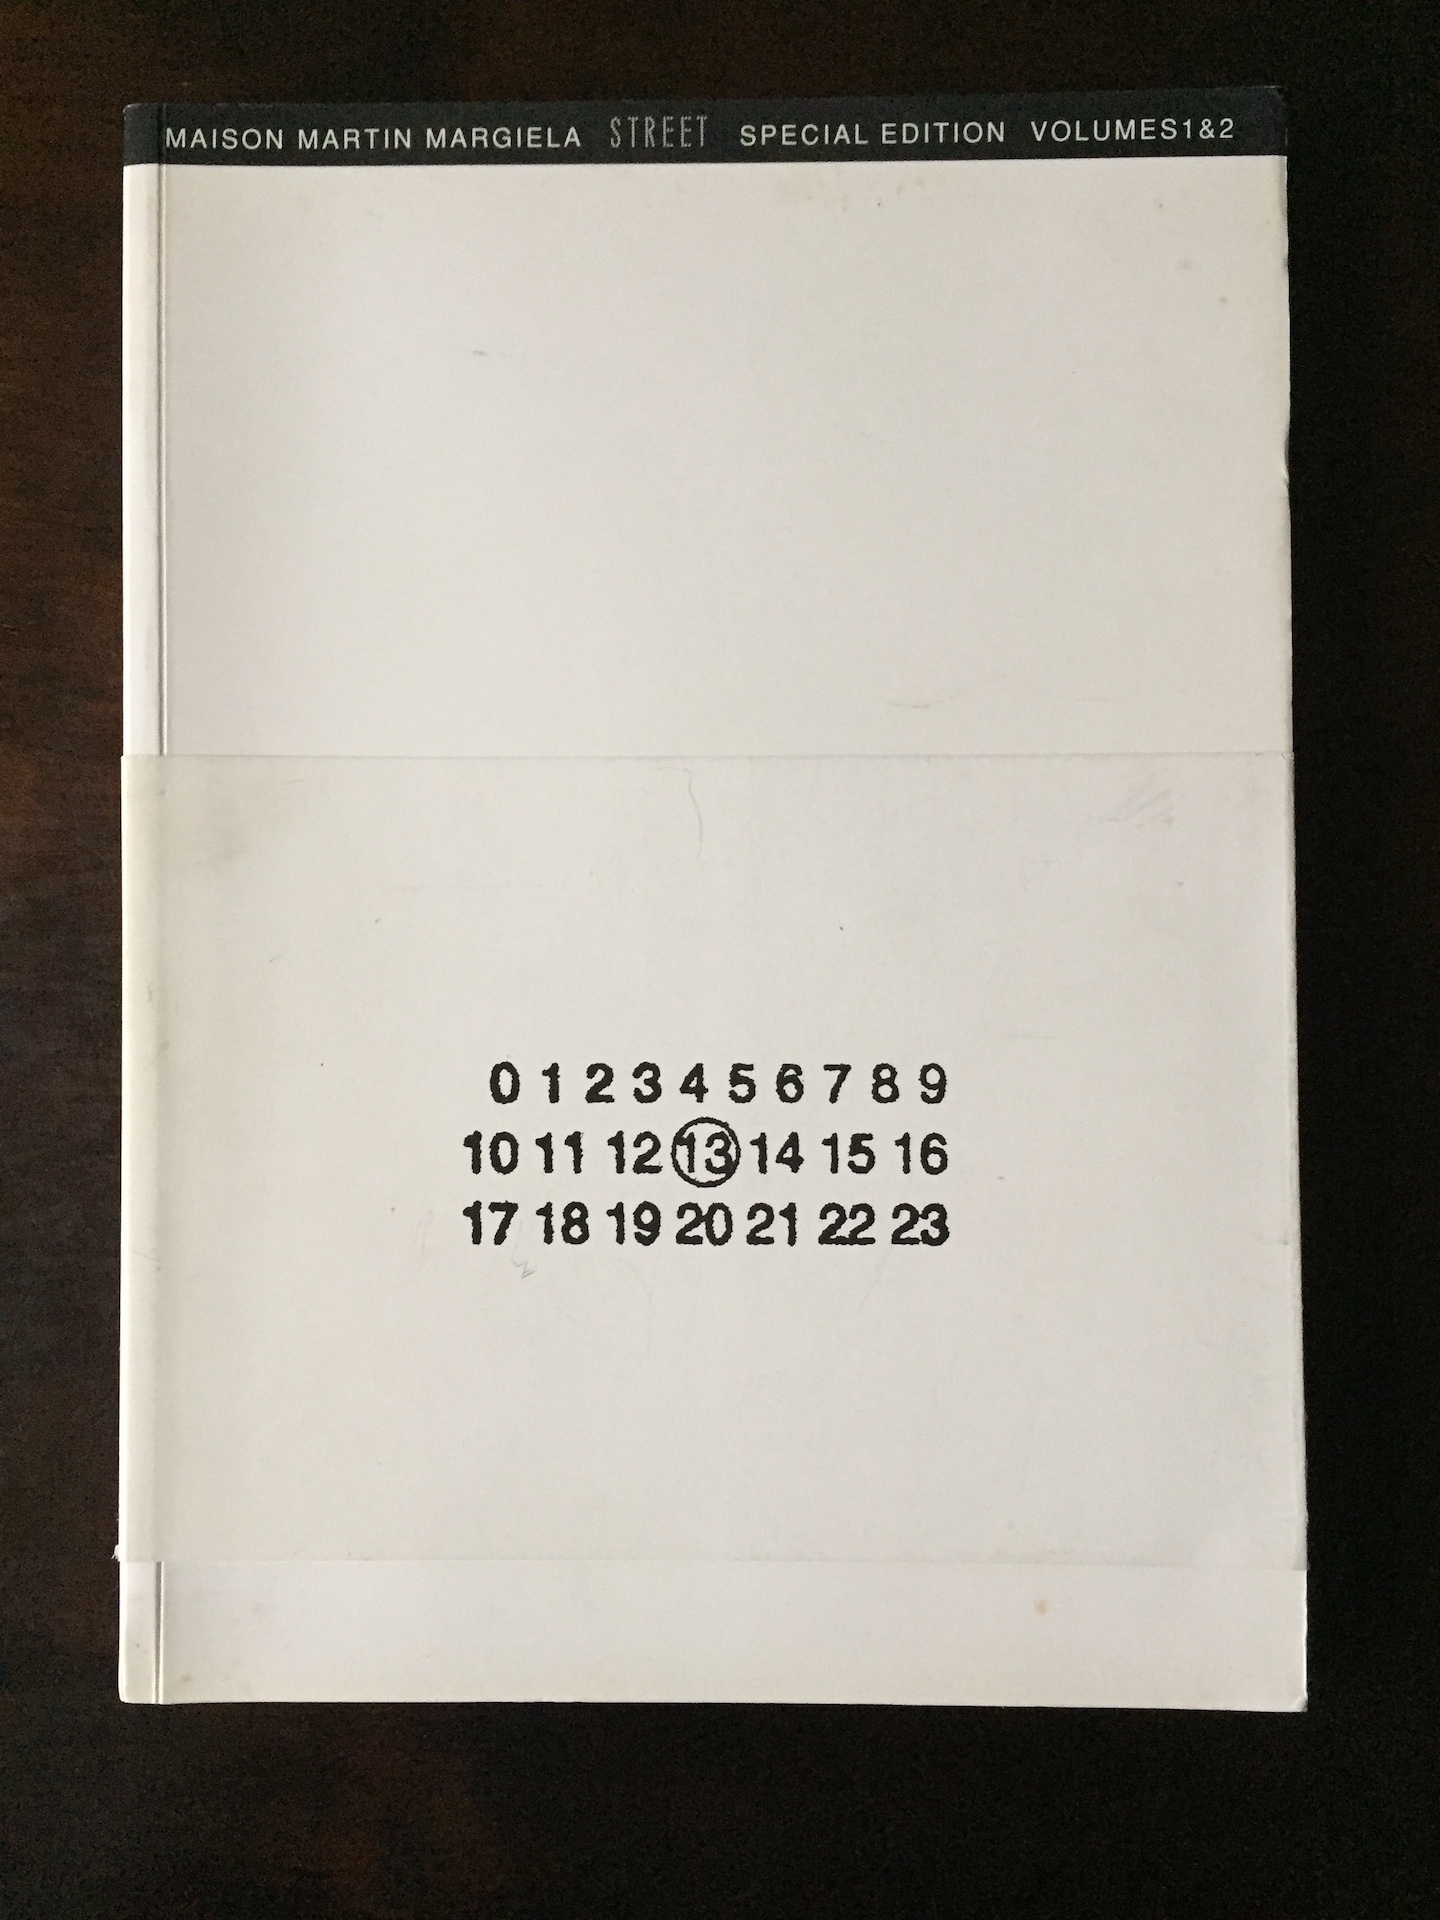 MAISON MARTIN MARGIELA STREET SPECIAL EDITION VOLUMES1&2
0 1 2 3 4 5 6 7 8 9
10 11 12 13 14 15 16
17 18 19 20 21 22 23